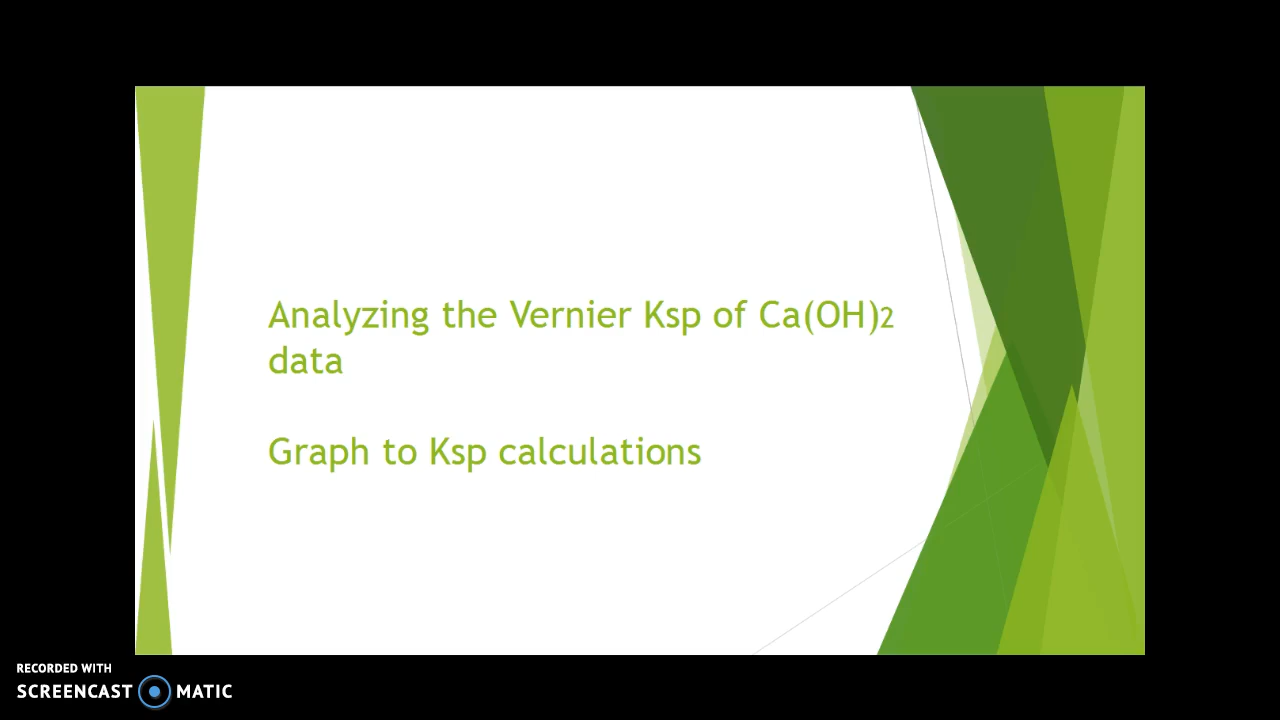 Analyzing the Vernier Ksp of Ca(OH)2
data
Graph to Ksp calculations
RECORDED WITH
SCREENCAST MATIC